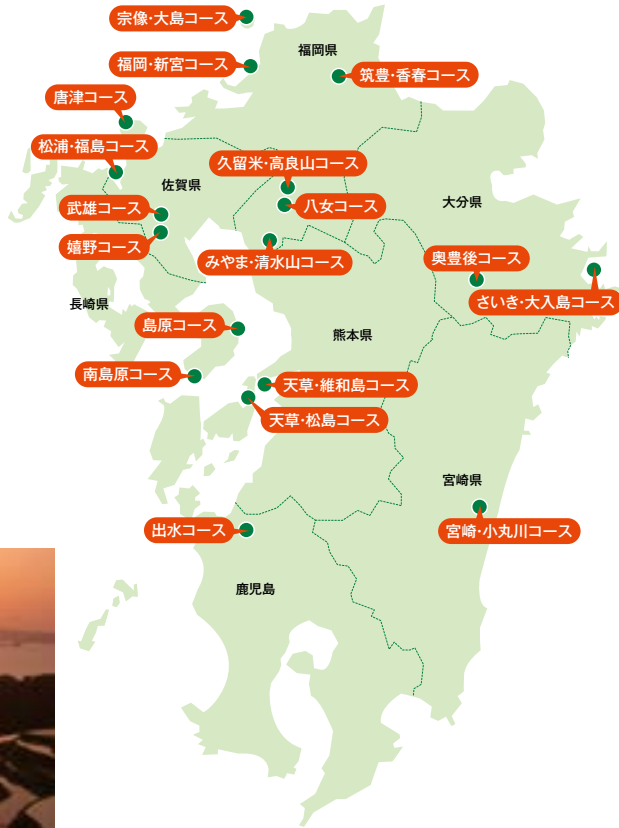 宗像・大島コース
福岡県
福岡・新宮コース
筑豊・香春コース
唐津コース
松浦・福島コース
久留米・高良山コース
佐賀県
大分県
武雄コース
八女コース
嬉野コース
みやま・清水山コース
奥豊後コース
さいき・大入島コース
長崎県
島原コース
熊本県
南島原コース
天草・維和島コース
天草・松島コース
宮崎県
出水コース
宮崎・小丸川コース
鹿児島